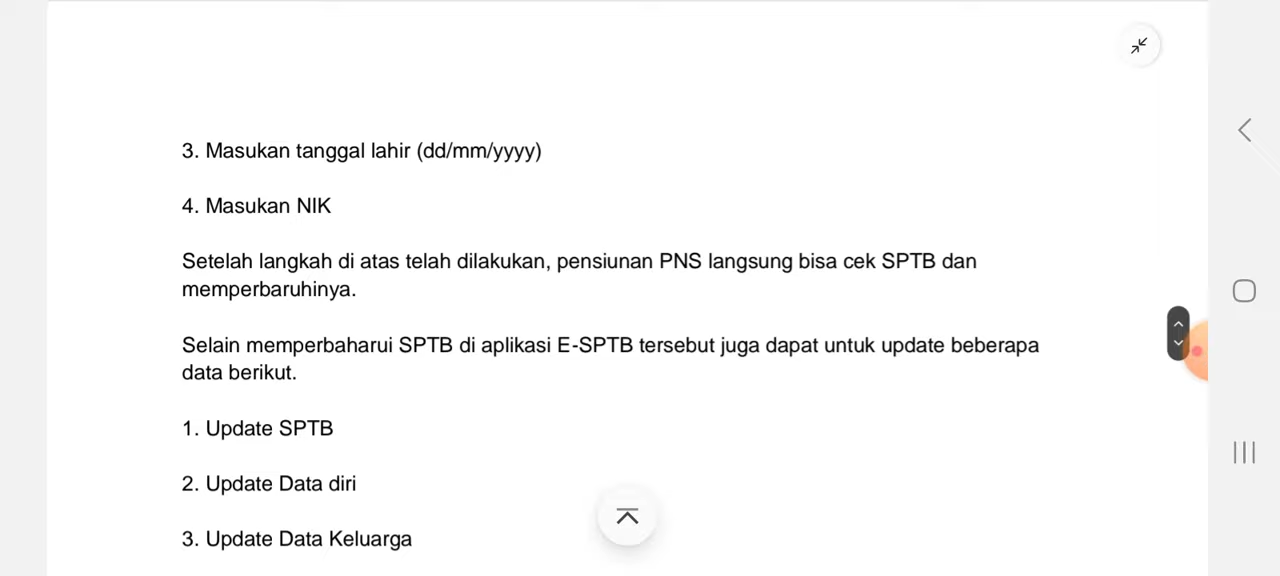 3. Masukan tanggal lahir (dd/mm/yyyy)
4. Masukan NIK
Setelah langkah di atas telah dilakukan, pensiunan PNS langsung bisa cek SPTB dan
memperbaruhinya.
Selain memperbaharui SPTB di aplikasi E-SPTB tersebut juga dapat untuk update beberapa
data berikut.
1. Update SPTB
2. Update Data diri
3. Update Data Keluarga